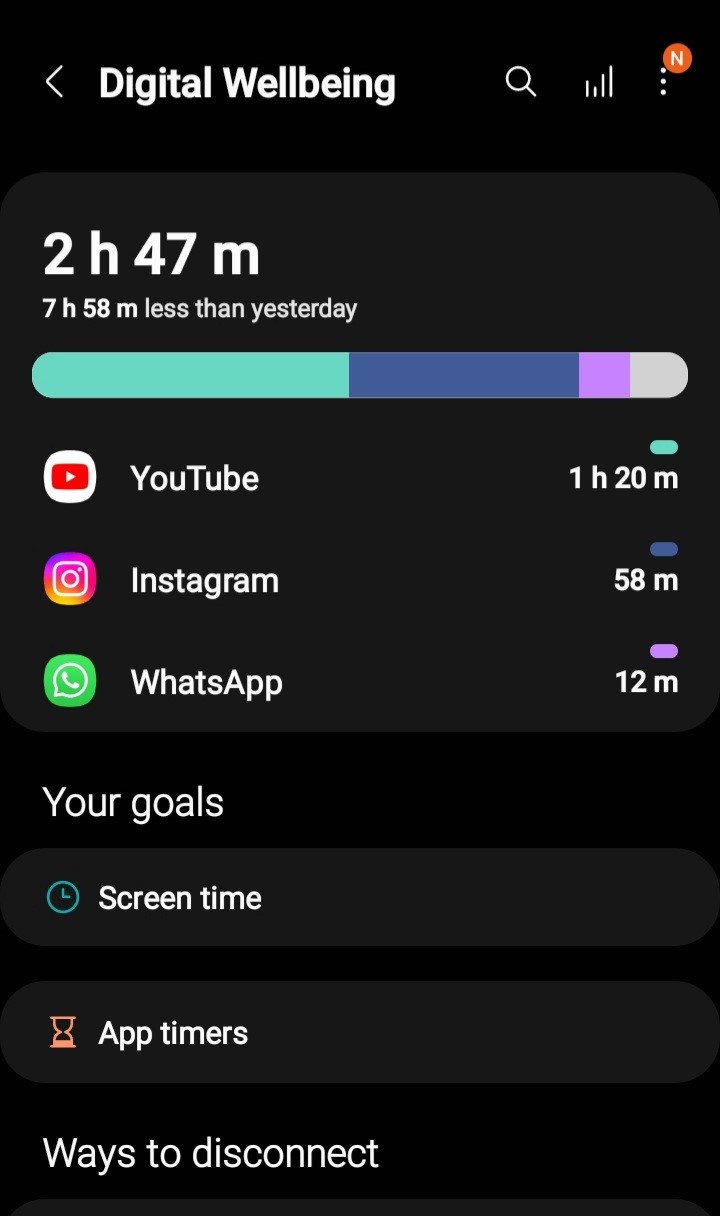 Digital Wellbeing
N
2 h 47 m
7 h 58 m less than yesterday
YouTube
1 h 20 m
Instagram
58 m
WhatsApp
12 m
Your goals
Screen time
App timers
Ways to disconnect